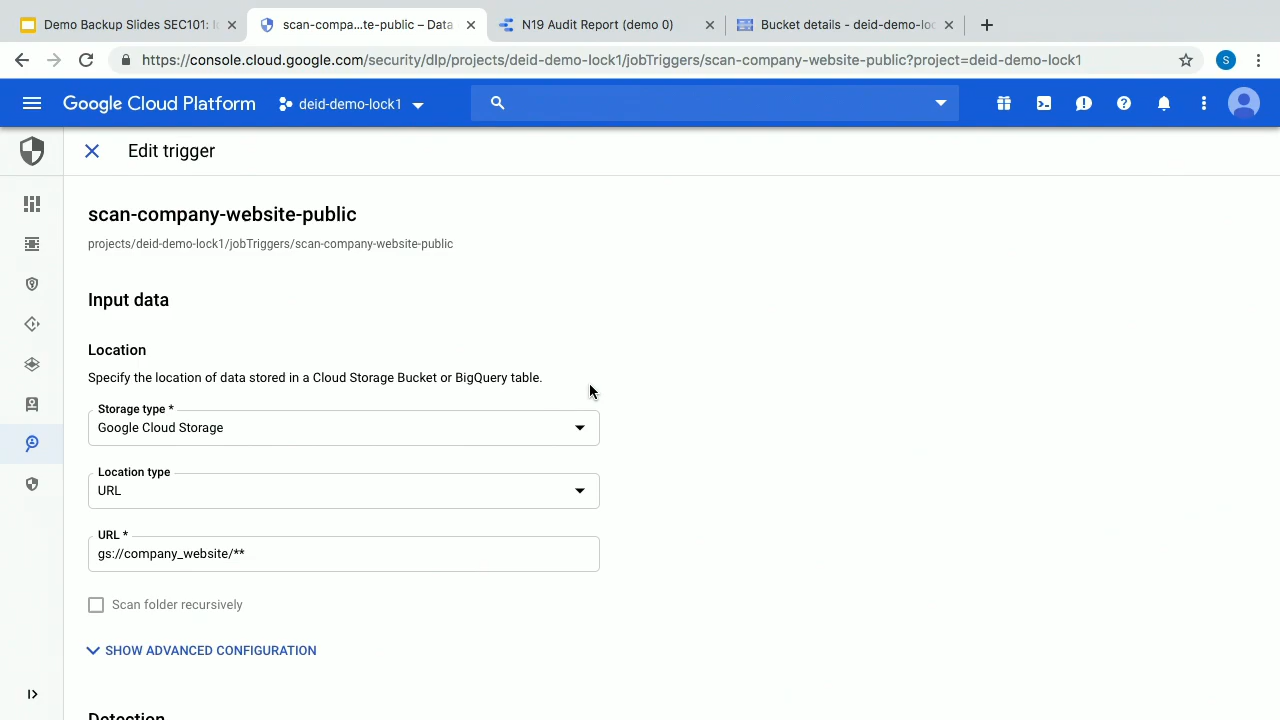 Demo Backup Slides SEC101: I
scan-compa...te-public – Data
N19 Audit Report (demo 0)
Bucket details - deid-demo-loc
https://console.cloud.google.com/security/dlp/projects/deid-demo-lock1/jobTriggers/scan-company-website-public?project=deid-demo-lock1
S
Google Cloud Platform
deid-demo-lock1
Edit trigger
scan-company-website-public
projects/deid-demo-lock1/jobTriggers/scan-company-website-public
Input data
Location
Specify the location of data stored in a Cloud Storage Bucket or BigQuery table.
Storage type *
Google Cloud Storage
Location type
URL
URL *
gs://company_website/**
Scan folder recursively
SHOW ADVANCED CONFIGURATION
Detection